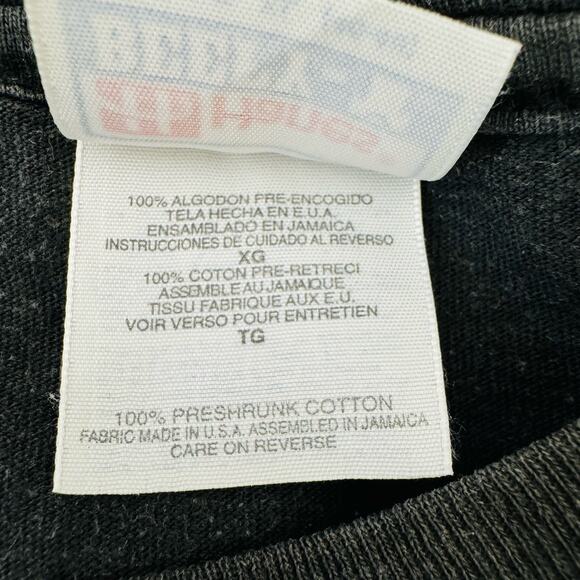 100% ALGODON PRE-ENCOGIDO
TELA HECHA EN E.U.A.
ENSAMBLADO EN JAMAICA
INSTRUCCIONES DE CUIDADO AL REVERSO
XG
100% COTON PRE-RETRECI
ASSEMBLE AU JAMAIQUE
TISSU FABRIQUE AUX E.U.
VOIR VERSO POUR ENTRETIEN
TG
100% PRESHRUNK COTTON
FABRIC MADE IN U.S.A. ASSEMBLED IN JAMAICA
CARE ON REVERSE